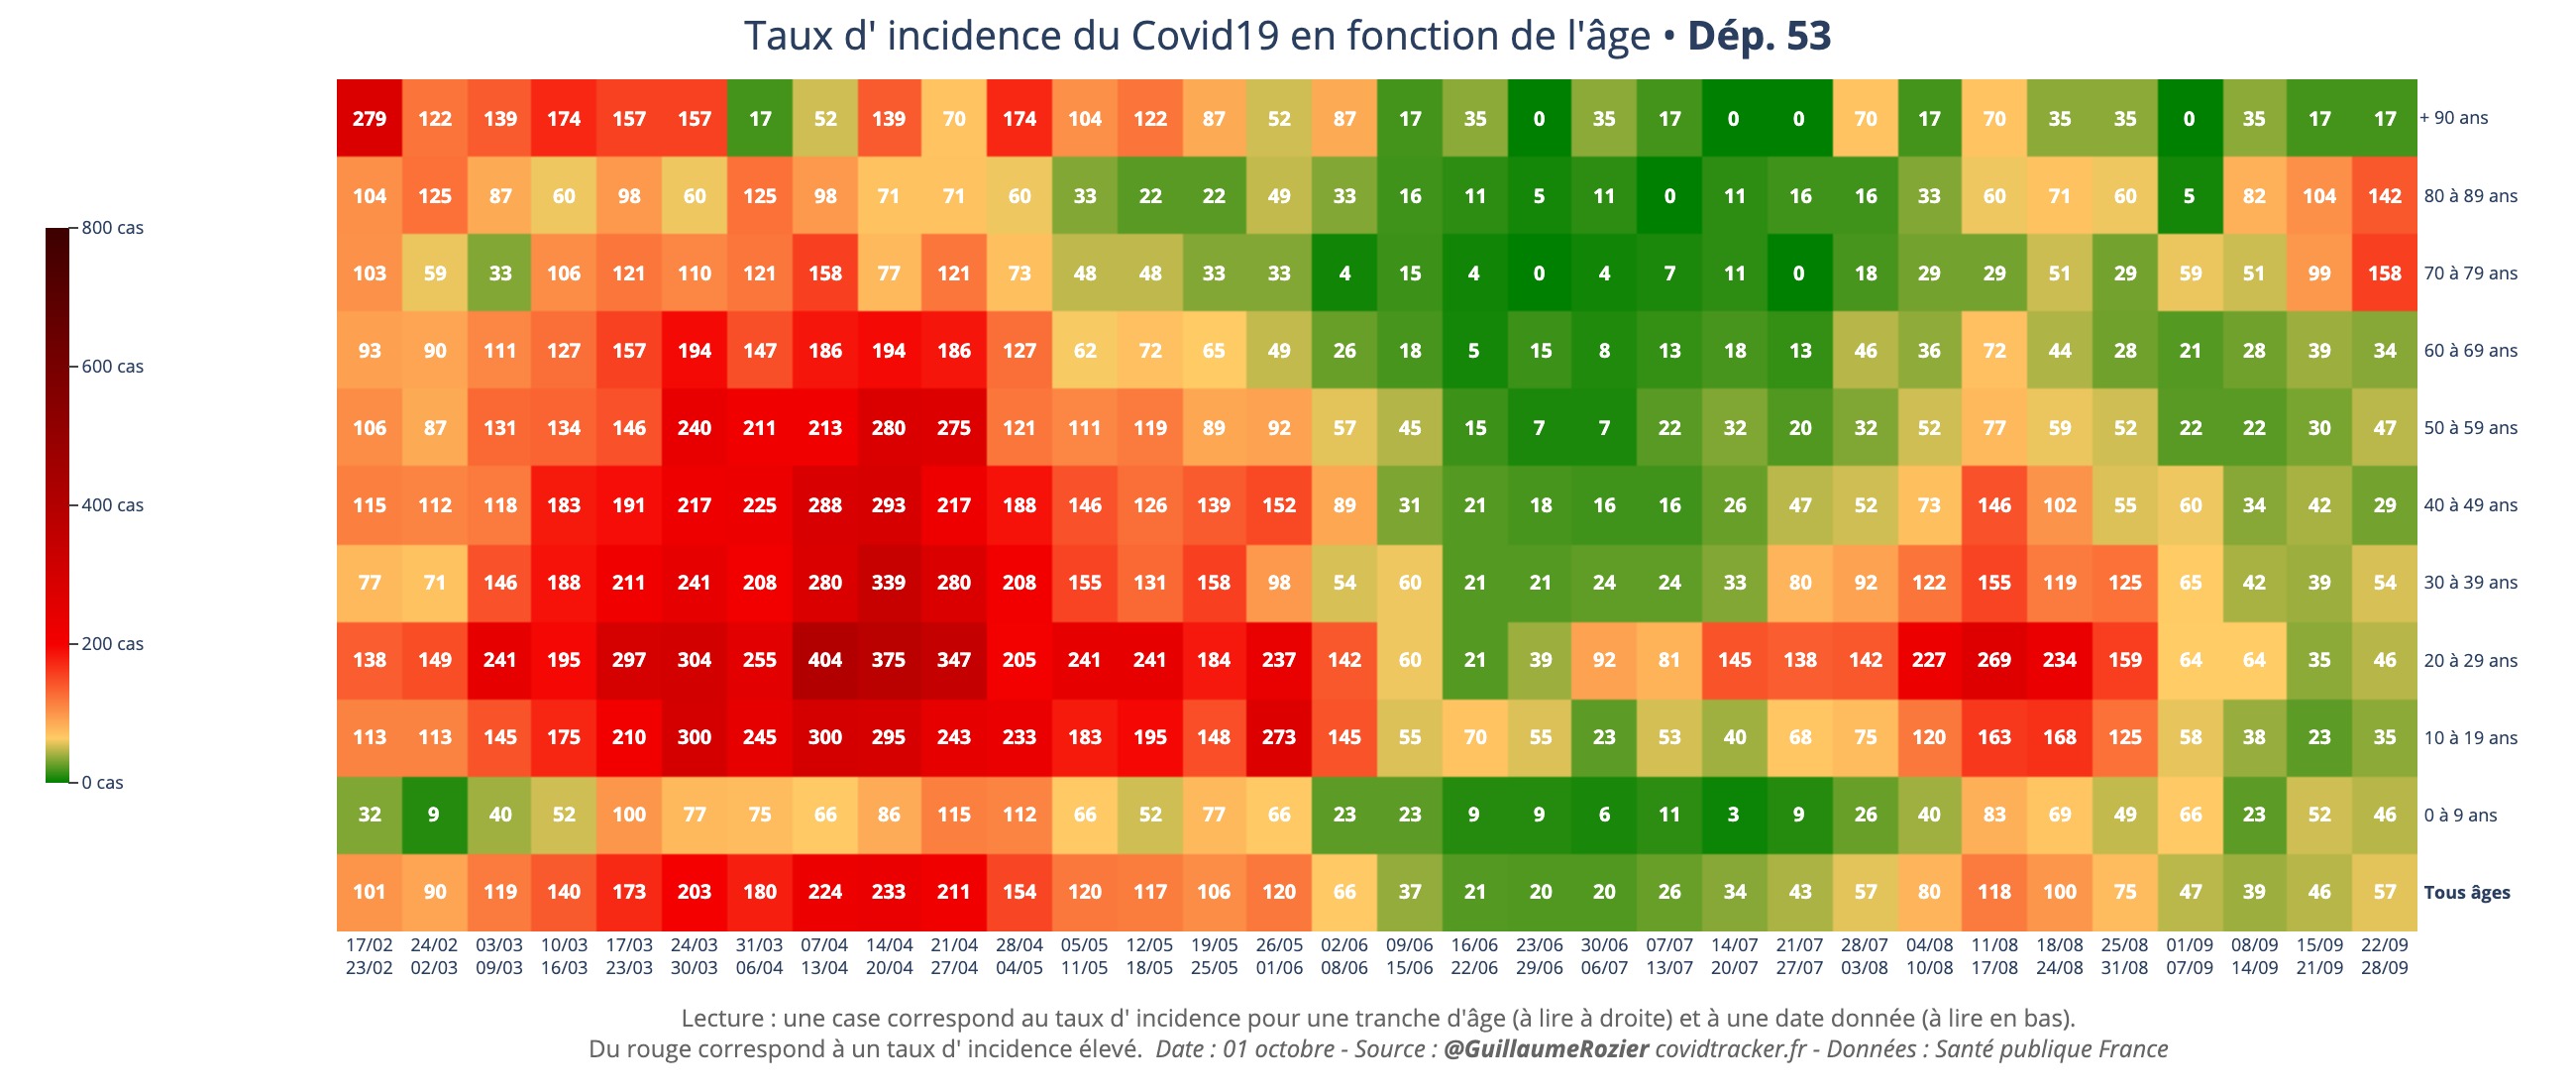 Taux d' incidence du Covid19 en fonction de l'âge • Dép. 53
800 cas
600 cas
400 cas
200 cas
0 cas
279 122 139 174 157 157 17 52 139 70 174 104 122 87 52 87 17 35 0 35 17 0 0 70 17 70 35 35 0 35 17 17 + 90 ans
104 125 87 60 98 60 125 98 71 71 60 33 22 22 49 33 16 11 5 11 0 11 16 16 33 60 71 60 5 82 104 142 80 à 89 ans
103 59 33 106 121 110 121 158 77 121 73 48 48 33 33 4 15 4 0 4 7 11 0 18 29 29 51 29 59 51 99 158 70 à 79 ans
93 90 111 127 157 194 147 186 194 186 127 62 72 65 49 26 18 5 15 8 13 18 13 46 36 72 44 28 21 28 39 34 60 à 69 ans
106 87 131 134 146 240 211 213 280 275 121 111 119 89 92 57 45 15 7 7 22 32 20 32 52 77 59 52 22 22 30 47 50 à 59 ans
115 112 118 183 191 217 225 288 293 217 188 146 126 139 152 89 31 21 18 16 16 26 47 52 73 146 102 55 60 34 42 29 40 à 49 ans
77 71 146 188 211 241 208 280 339 280 208 155 131 158 98 54 60 21 21 24 24 33 80 92 122 155 119 125 65 42 39 54 30 à 39 ans
138 149 241 195 297 304 255 404 375 347 205 241 241 184 237 142 60 21 39 92 81 145 138 142 227 269 234 159 64 64 35 46 20 à 29 ans
113 113 145 175 210 300 245 300 295 243 233 183 195 148 273 145 55 70 55 23 53 40 68 75 120 163 168 125 58 38 23 35 10 à 19 ans
32 9 40 52 100 77 75 66 86 115 112 66 52 77 66 23 23 9 9 6 11 3 9 26 40 83 69 49 66 23 52 46 0 à 9 ans
101 90 119 140 173 203 180 224 233 211 154 120 117 106 120 66 37 21 20 20 26 34 43 57 80 118 100 75 47 39 46 57 Tous âges
17/02 24/02 03/03 10/03 17/03 24/03 31/03 07/04 14/04 21/04 28/04 05/05 12/05 19/05 26/05 02/06 09/06 16/06 23/06 30/06 07/07 14/07 21/07 28/07 04/08 11/08 18/08 25/08 01/09 08/09 15/09 22/09
23/02 02/03 09/03 16/03 23/03 30/03 06/04 13/04 20/04 27/04 04/05 11/05 18/05 25/05 01/06 08/06 15/06 22/06 29/06 06/07 13/07 20/07 27/07 03/08 10/08 17/08 24/08 31/08 07/09 14/09 21/09 28/09
Lecture : une case correspond au taux d' incidence pour une tranche d'âge (à lire à droite) et à une date donnée (à lire en bas).
Du rouge correspond à un taux d' incidence élevé. Date : 01 octobre - Source : @GuillaumeRozier covidtracker.fr - Données : Santé publique France